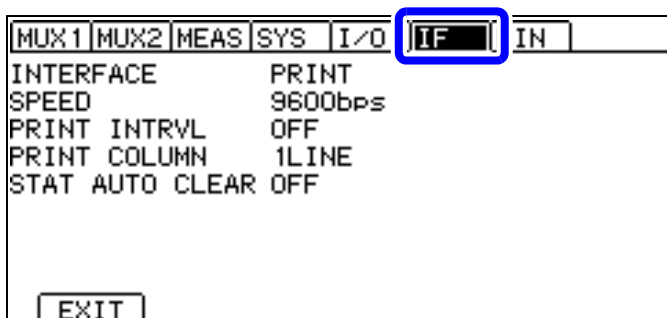 MUX1 MUX2 MEAS SYS I/O IF IN
INTERFACE PRINT
SPEED 9600bps
PRINT INTRVL OFF
PRINT COLUMN 1LINE
STAT AUTO CLEAR OFF
EXIT